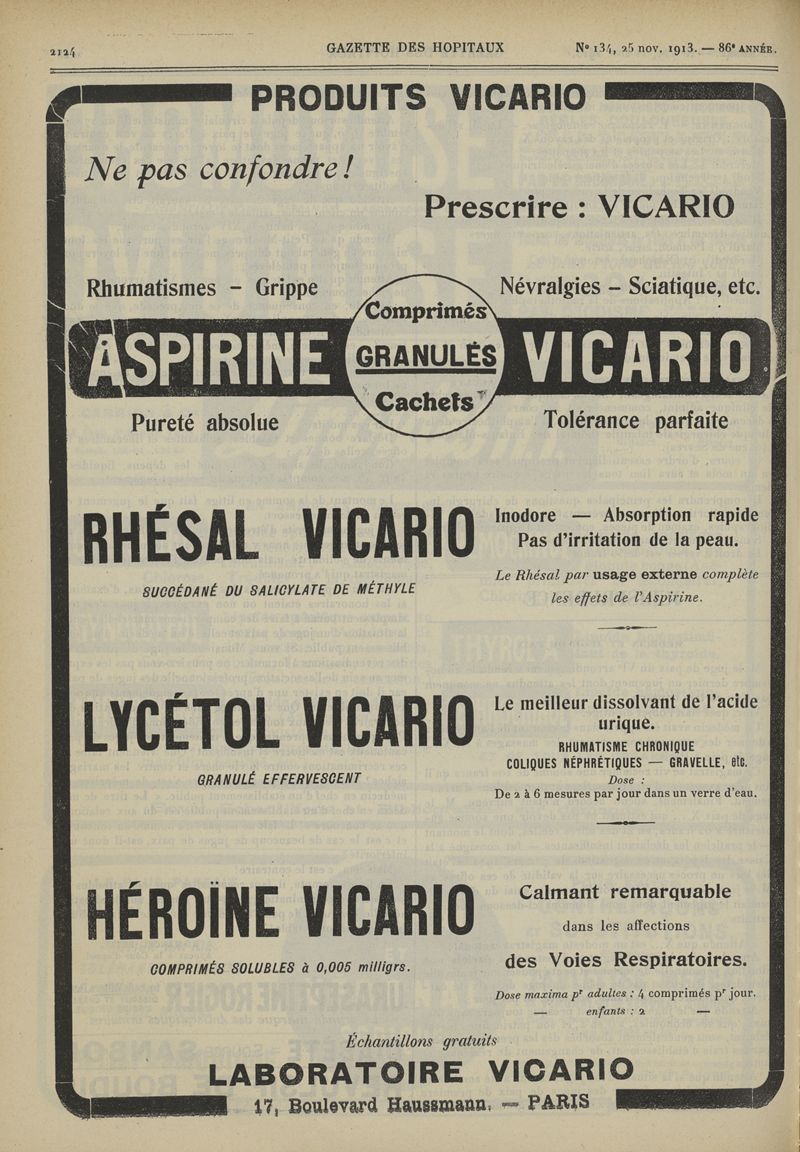 2124
GAZETTE DES HOPITAUX
Nº 134, 25 nov. 1913. — 86ᵉ ANNÉE.
PRODUITS VICARIO
Ne pas confondre !
Prescrire : VICARIO
Rhumatismes – Grippe
Névralgies – Sciatique, etc.
Comprimés
ASPIRINE GRANULÉS VICARIO
Cachets
Pureté absolue
Tolérance parfaite
RHÉSAL VICARIO
SUCCÉDANÉ DU SALICYLATE DE MÉTHYLE
Inodore — Absorption rapide
Pas d'irritation de la peau.
Le Rhésal par usage externe complète
les effets de l'Aspirine.
LYCÉTOL VICARIO
GRANULÉ EFFERVESCENT
Le meilleur dissolvant de l'acide
urique.
RHUMATISME CHRONIQUE
COLIQUES NÉPHRÉTIQUES — GRAVELLE, etc.
Dose :
De 2 à 6 mesures par jour dans un verre d'eau.
HÉROÏNE VICARIO
COMPRIMÉS SOLUBLES à 0,005 milligrs.
Calmant remarquable
dans les affections
des Voies Respiratoires.
Dose maxima pʳ adultes : 4 comprimés pʳ jour.
— enfants : 2 —
Échantillons gratuits
LABORATOIRE VICARIO
17, Boulevard Haussmann. — PARIS